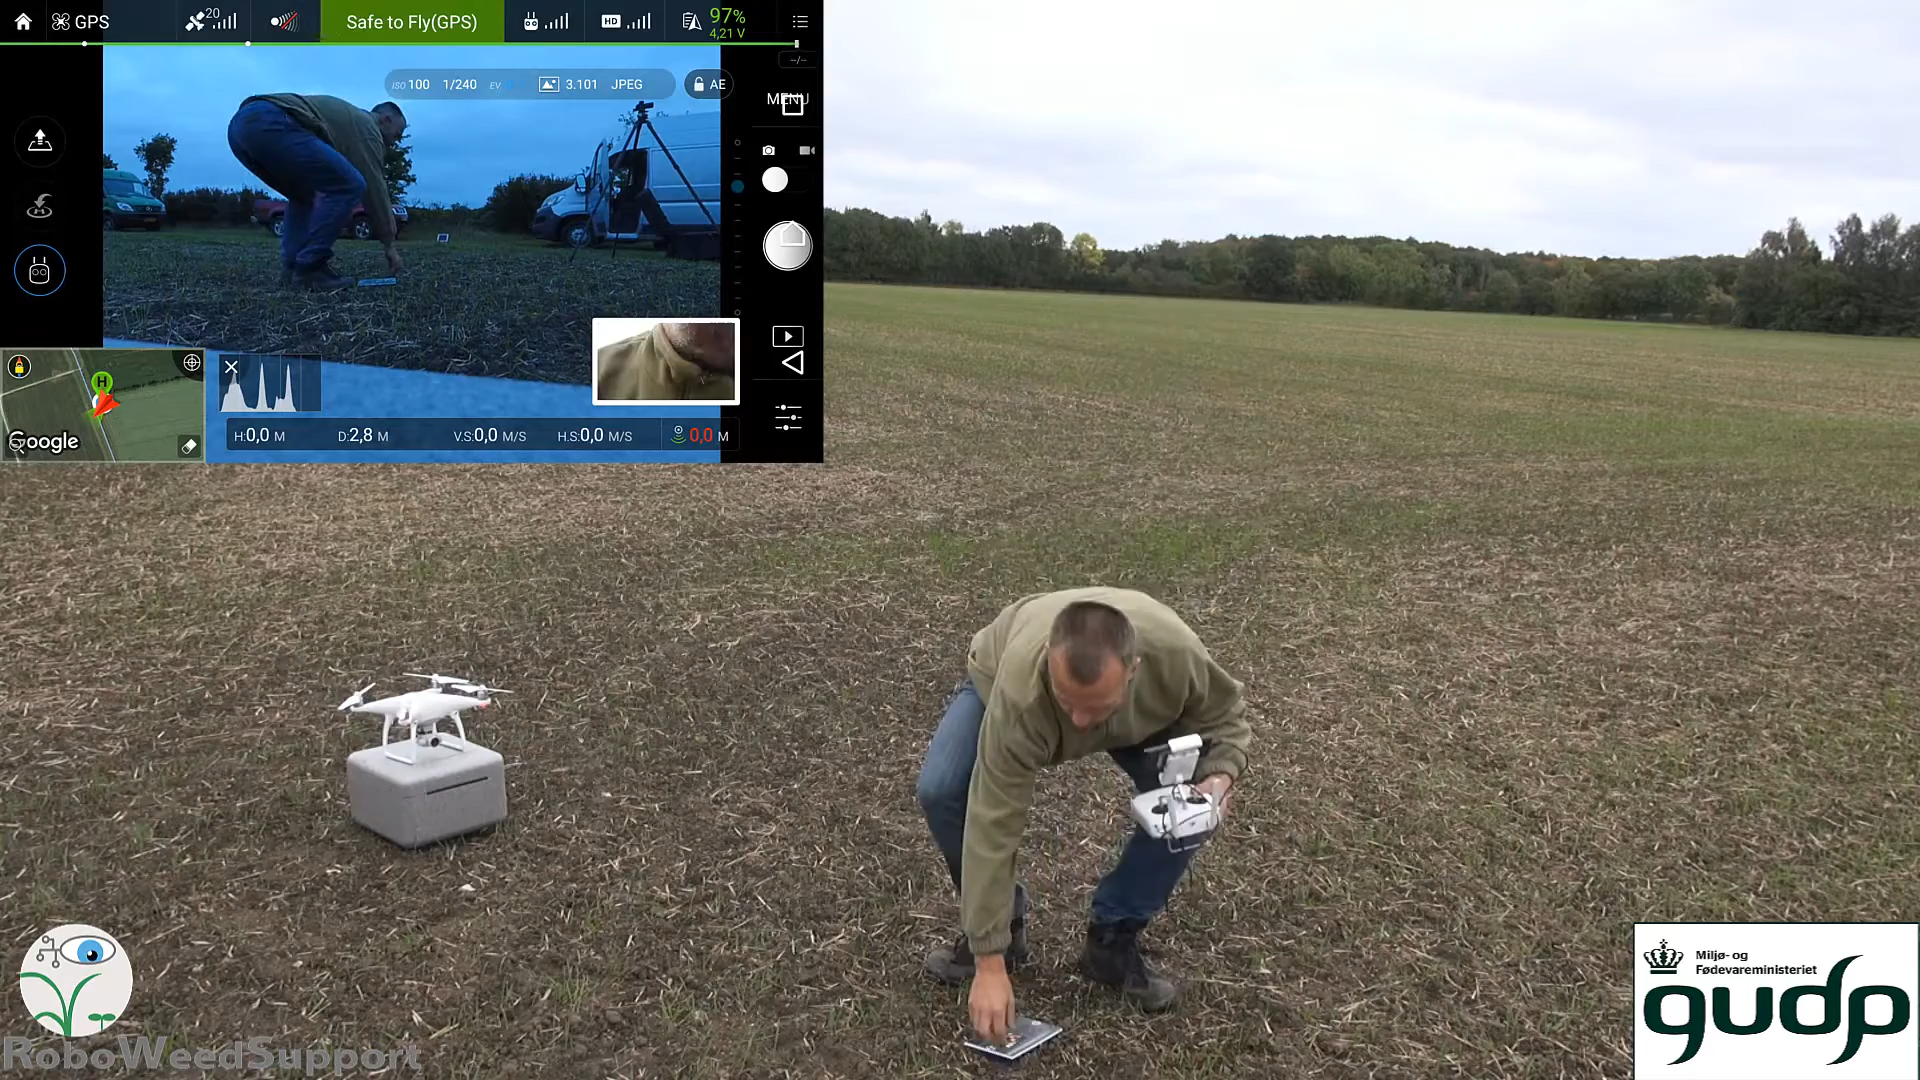 GPS
20
Safe to Fly(GPS)
HD
97%
4,21 V
--/--
ISO 100 1/240 EV 3.101 JPEG
AE
MENU
H
Google
H:0,0 M D:2,8 M V.S:0,0 M/S H.S:0,0 M/S 0,0 M
RoboWeedSupport
Miljø- og
Fødevareministeriet
gudp